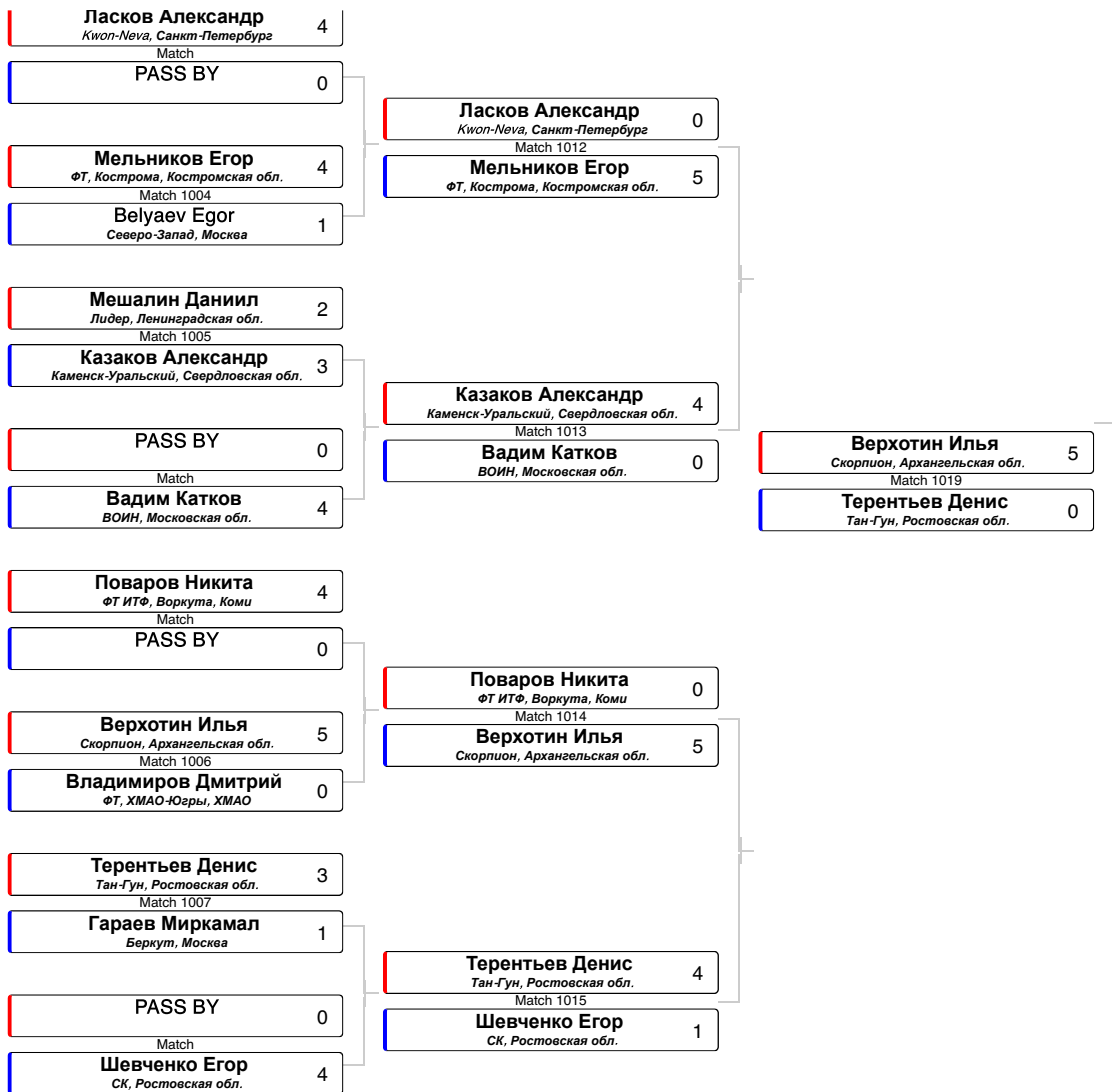 Ласков Александр
4
Kwon-Neva, Санкт-Петербург
Match
PASS BY
0
Мельников Егор
4
ФТ, Кострома, Костромская обл.
Match 1004
Belyaev Egor
1
Северо-Запад, Москва
Мешалин Даниил
2
Лидер, Ленинградская обл.
Match 1005
Казаков Александр
3
Каменск-Уральский, Свердловская обл.
PASS BY
0
Match
Вадим Катков
4
ВОИН, Московская обл.
Поваров Никита
4
ФТ ИТФ, Воркута, Коми
Match
PASS BY
0
Верхотин Илья
5
Скорпион, Архангельская обл.
Match 1006
Владимиров Дмитрий
0
ФТ, ХМАО-Югры, ХМАО
Терентьев Денис
3
Тан-Гун, Ростовская обл.
Match 1007
Гараев Миркамал
1
Беркут, Москва
PASS BY
0
Match
Шевченко Егор
4
СК, Ростовская обл.
Ласков Александр
0
Kwon-Neva, Санкт-Петербург
Match 1012
Мельников Егор
5
ФТ, Кострома, Костромская обл.
Казаков Александр
4
Каменск-Уральский, Свердловская обл.
Match 1013
Вадим Катков
0
ВОИН, Московская обл.
Поваров Никита
0
ФТ ИТФ, Воркута, Коми
Match 1014
Верхотин Илья
5
Скорпион, Архангельская обл.
Терентьев Денис
4
Тан-Гун, Ростовская обл.
Match 1015
Шевченко Егор
1
СК, Ростовская обл.
Верхотин Илья
5
Скорпион, Архангельская обл.
Match 1019
Терентьев Денис
0
Тан-Гун, Ростовская обл.